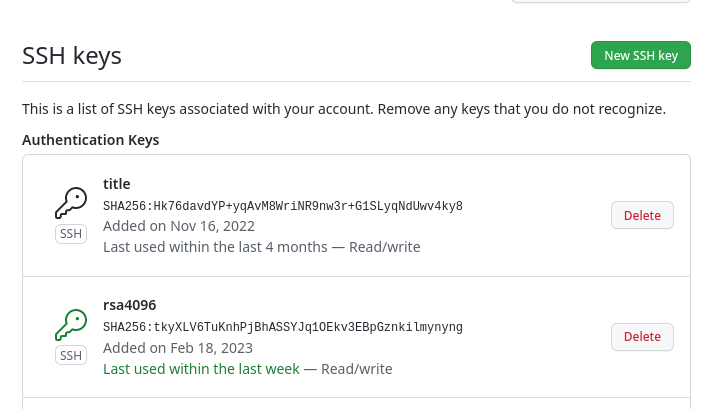 SSH keys
New SSH key
This is a list of SSH keys associated with your account. Remove any keys that you do not recognize.
Authentication Keys
title
SHA256:Hk76davdYP+yqAvM8WriNR9nw3r+G1SLyqNdUwv4ky8
Added on Nov 16, 2022
Last used within the last 4 months — Read/write
SSH
Delete
rsa4096
SHA256:tkyXLV6TuKnhPjBhASSYJq1OEkv3EBpGznkilmynyng
Added on Feb 18, 2023
Last used within the last week — Read/write
SSH
Delete